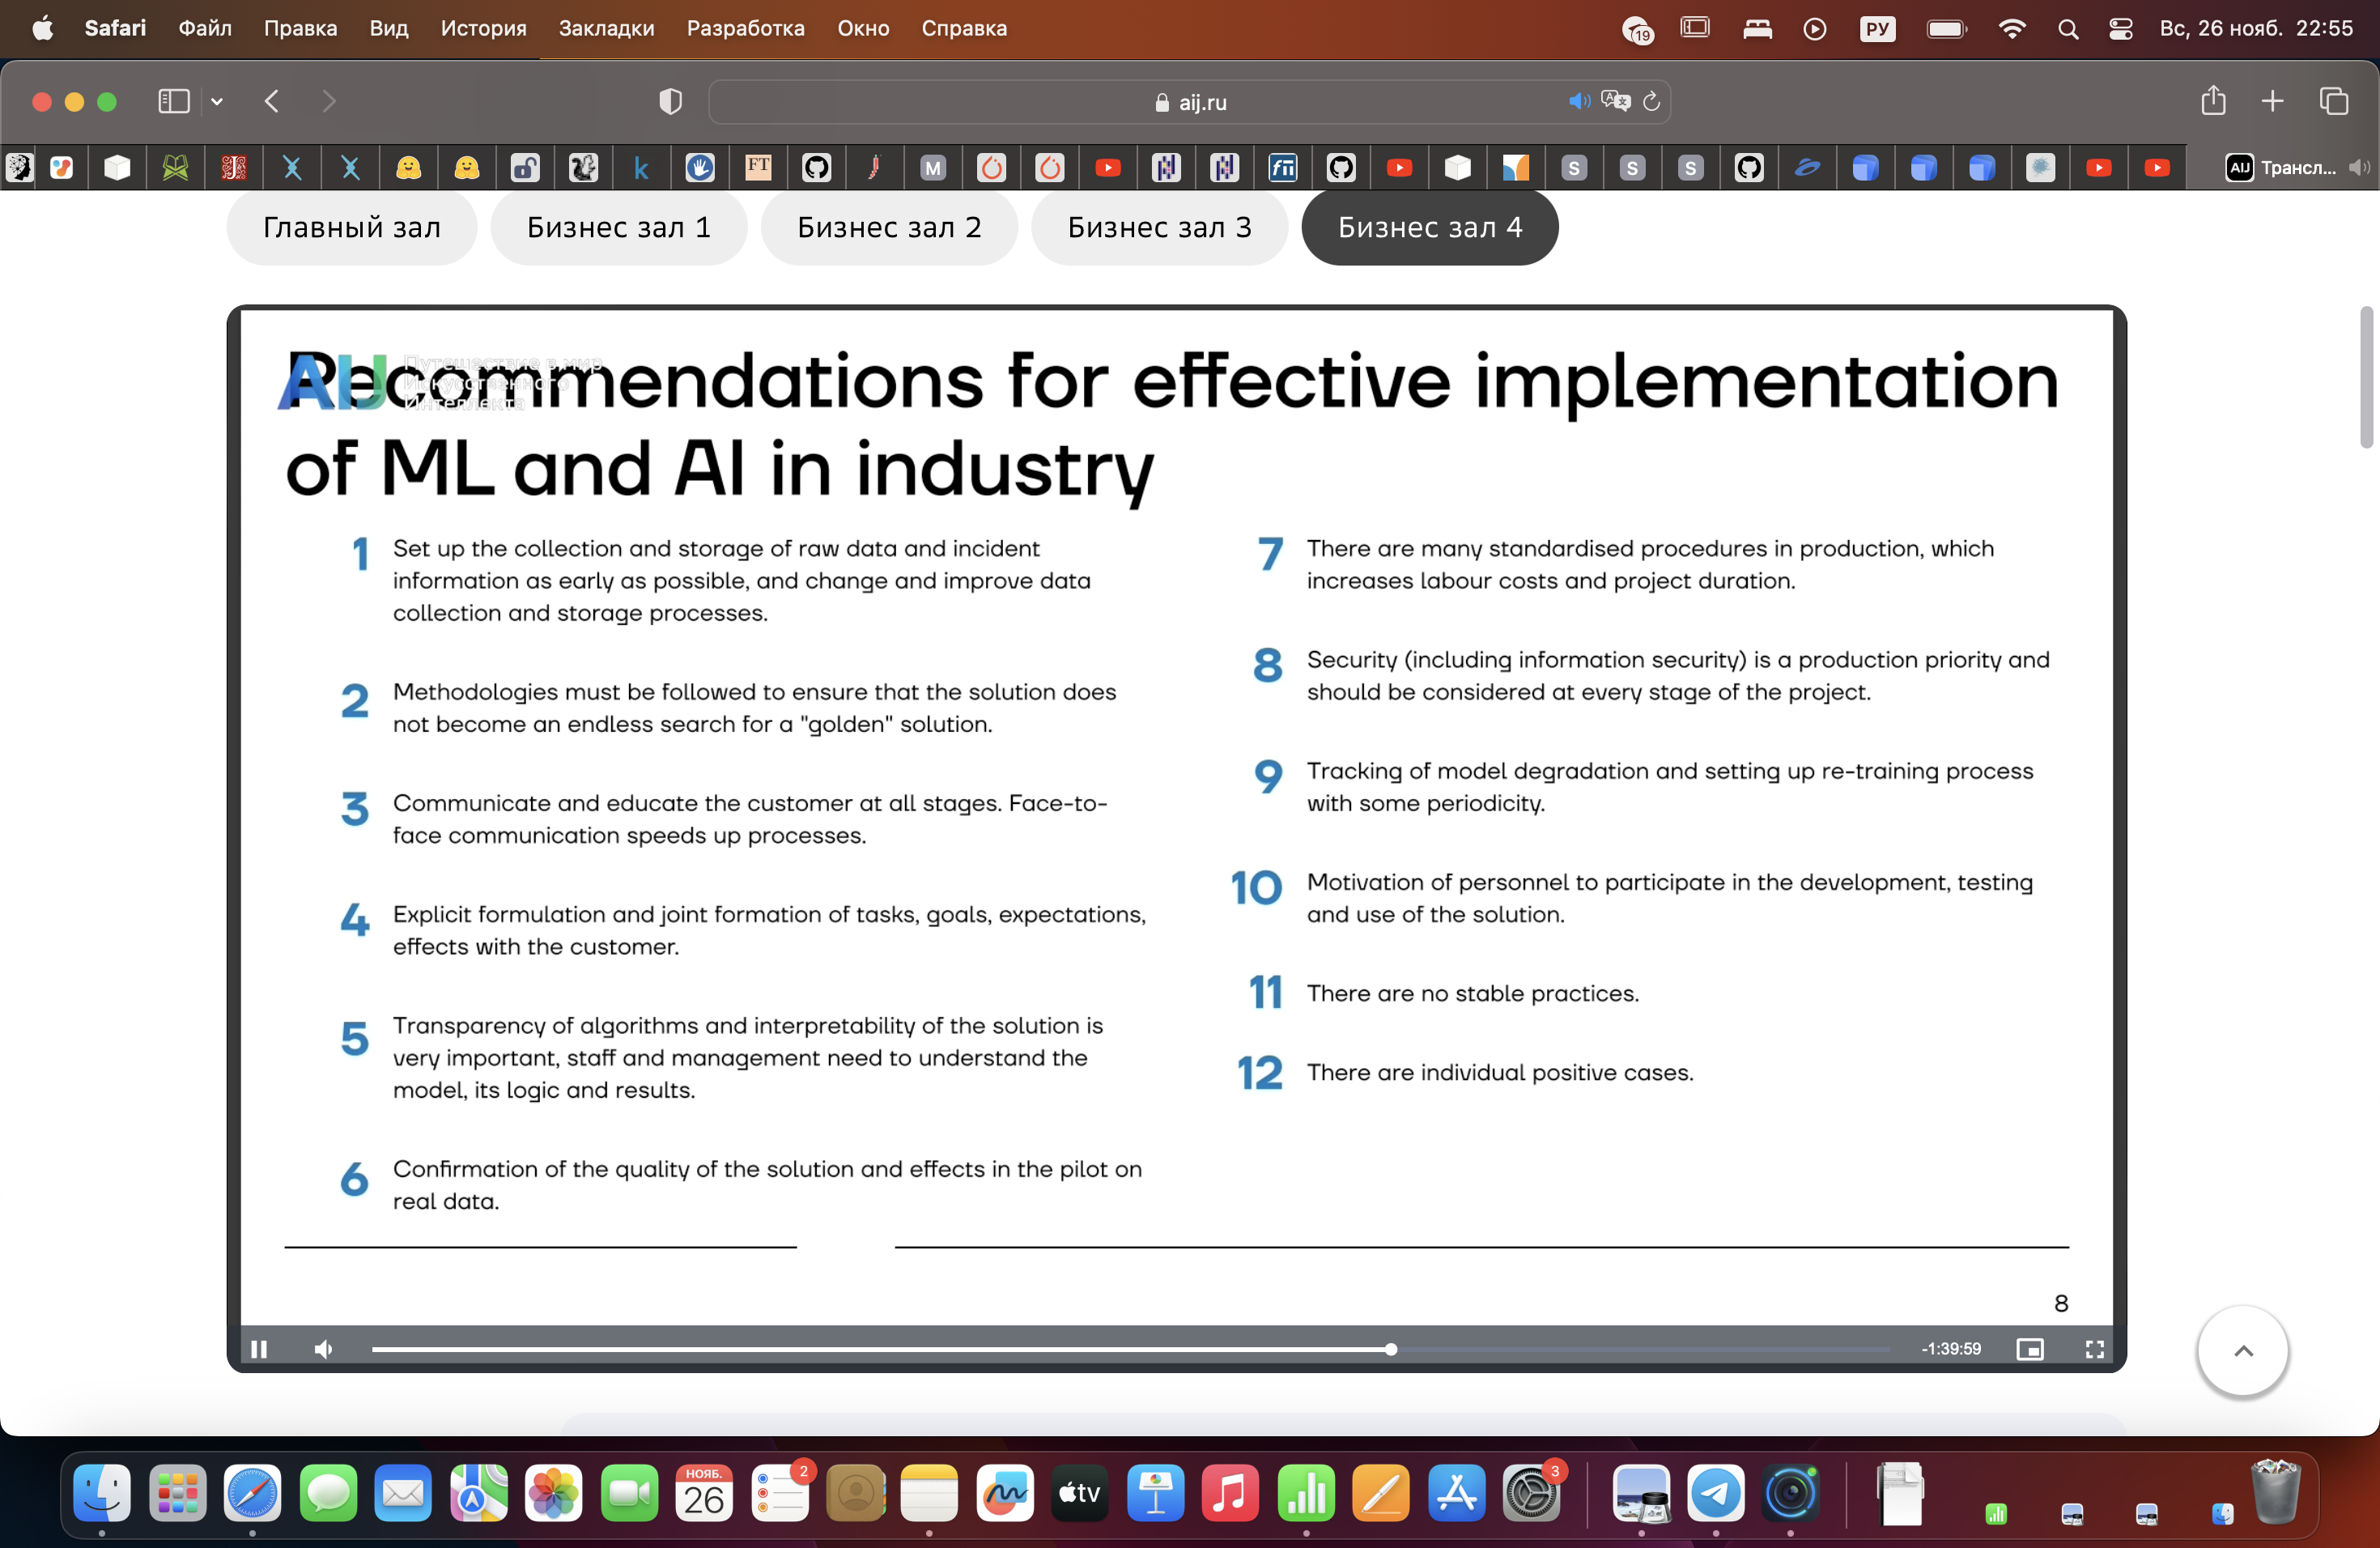 Safari Файл Правка Вид История Закладки Разработка Окно Справка 19 РУ Вс, 26 нояб. 22:55
aij.ru
J k FT M fn S S S AIJ Трансл...
Главный зал Бизнес зал 1 Бизнес зал 2 Бизнес зал 3 Бизнес зал 4
AIJ Путешествие в мир
Искусственного
Интеллекта
Recommendations for effective implementation
of ML and AI in industry
1 Set up the collection and storage of raw data and incident
information as early as possible, and change and improve data
collection and storage processes.
2 Methodologies must be followed to ensure that the solution does
not become an endless search for a "golden" solution.
3 Communicate and educate the customer at all stages. Face-to-
face communication speeds up processes.
4 Explicit formulation and joint formation of tasks, goals, expectations,
effects with the customer.
5 Transparency of algorithms and interpretability of the solution is
very important, staff and management need to understand the
model, its logic and results.
6 Confirmation of the quality of the solution and effects in the pilot on
real data.
7 There are many standardised procedures in production, which
increases labour costs and project duration.
8 Security (including information security) is a production priority and
should be considered at every stage of the project.
9 Tracking of model degradation and setting up re-training process
with some periodicity.
10 Motivation of personnel to participate in the development, testing
and use of the solution.
11 There are no stable practices.
12 There are individual positive cases.
8
-1:39:59
НОЯБ. 2 3
26 tv